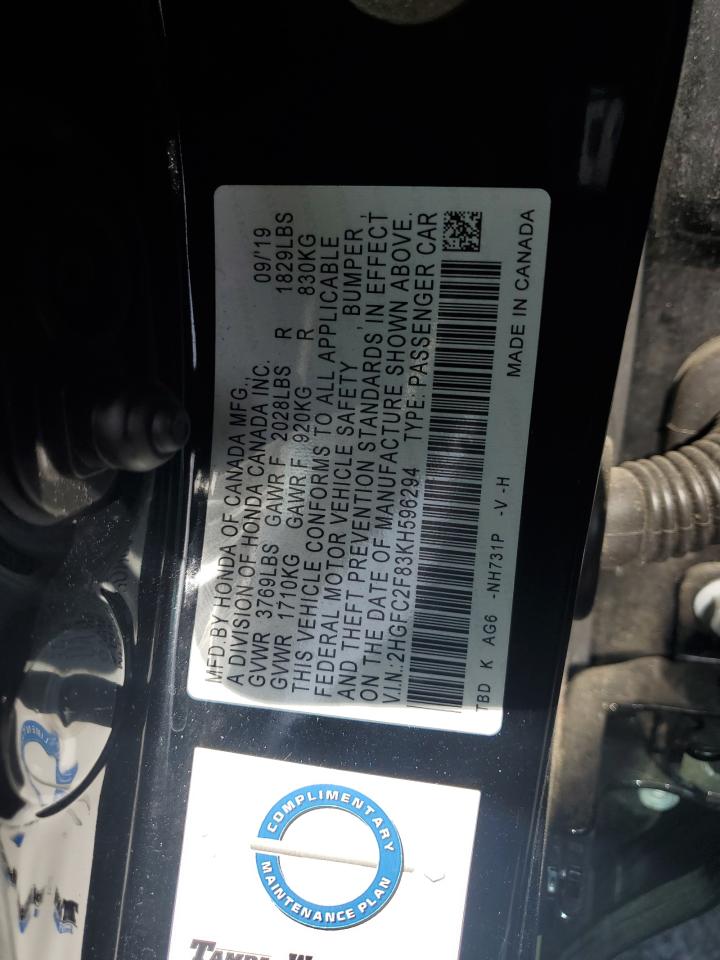 MFD.BY HONDA OF CANADA MFG., 09/'19
A DIVISION OF HONDA CANADA INC.
GVWR 3769LBS GAWR F 2028LBS R 1829LBS
GVWR 1710KG GAWR F 920KG R 830KG
THIS VEHICLE CONFORMS TO ALL APPLICABLE
FEDERAL MOTOR VEHICLE SAFETY , BUMPER ,
AND THEFT PREVENTION STANDARDS IN EFFECT
ON THE DATE OF MANUFACTURE SHOWN ABOVE.
V.I.N.:2HGFC2F83KH596294 TYPE:PASSENGER CAR
TBD K AG6 -NH731P -V -H MADE IN CANADA
COMPLIMENTARY
MAINTENANCE PLAN